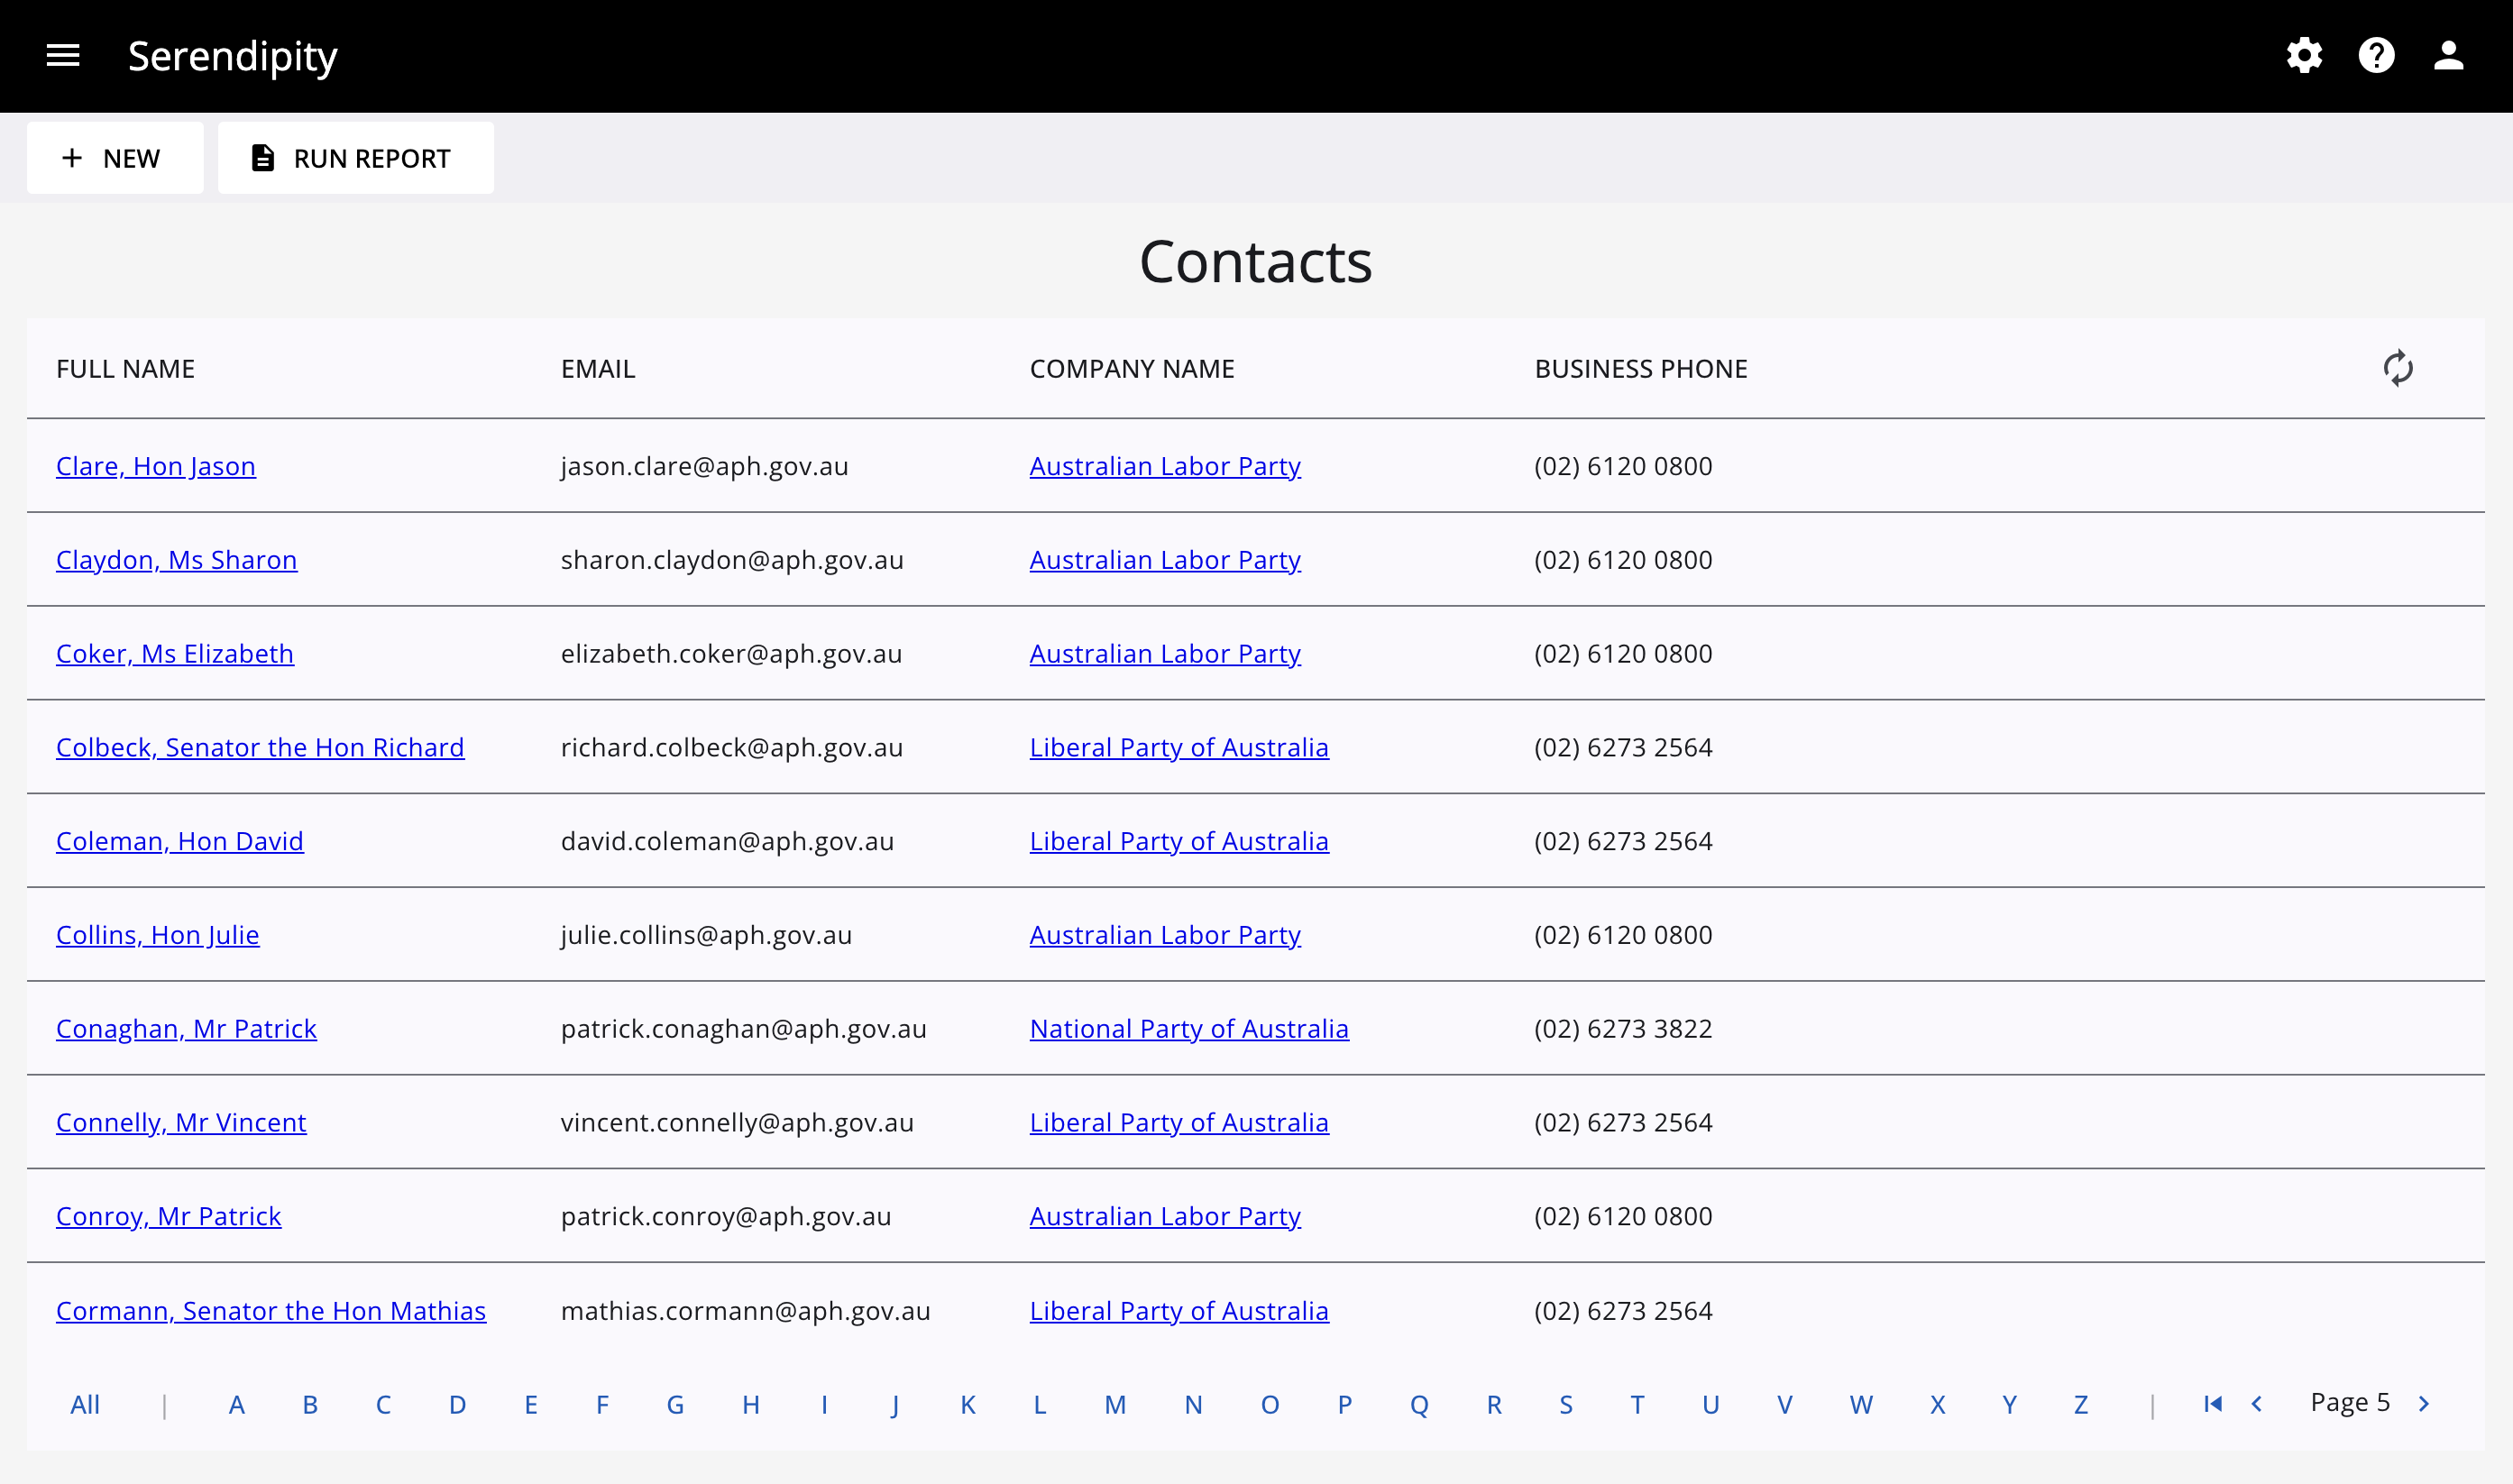 Serendipity
NEW RUN REPORT
Contacts
FULL NAME EMAIL COMPANY NAME BUSINESS PHONE
Clare, Hon Jason jason.clare@aph.gov.au Australian Labor Party (02) 6120 0800
Claydon, Ms Sharon sharon.claydon@aph.gov.au Australian Labor Party (02) 6120 0800
Coker, Ms Elizabeth elizabeth.coker@aph.gov.au Australian Labor Party (02) 6120 0800
Colbeck, Senator the Hon Richard richard.colbeck@aph.gov.au Liberal Party of Australia (02) 6273 2564
Coleman, Hon David david.coleman@aph.gov.au Liberal Party of Australia (02) 6273 2564
Collins, Hon Julie julie.collins@aph.gov.au Australian Labor Party (02) 6120 0800
Conaghan, Mr Patrick patrick.conaghan@aph.gov.au National Party of Australia (02) 6273 3822
Connelly, Mr Vincent vincent.connelly@aph.gov.au Liberal Party of Australia (02) 6273 2564
Conroy, Mr Patrick patrick.conroy@aph.gov.au Australian Labor Party (02) 6120 0800
Cormann, Senator the Hon Mathias mathias.cormann@aph.gov.au Liberal Party of Australia (02) 6273 2564
All | A B C D E F G H I J K L M N O P Q R S T U V W X Y Z | Page 5